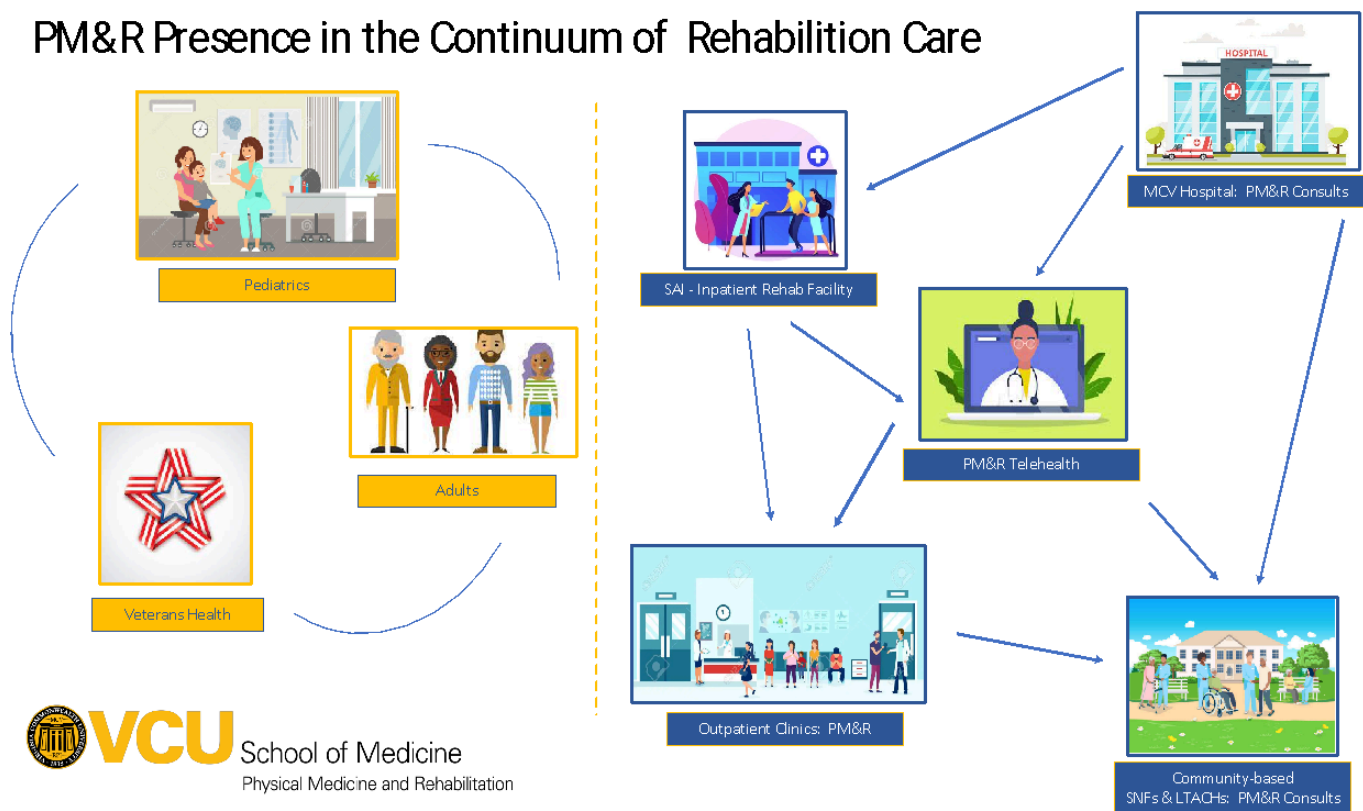 PM&R Presence in the Continuum of Rehabilition Care
HOSPITAL
MCV Hospital: PM&R Consults
Pediatrics
SAI - Inpatient Rehab Facility
Adults
PM&R Telehealth
Veterans Health
Outpatient Clinics: PM&R
Community-based
SNFs & LTACHs: PM&R Consults
VCU School of Medicine
Physical Medicine and Rehabilitation